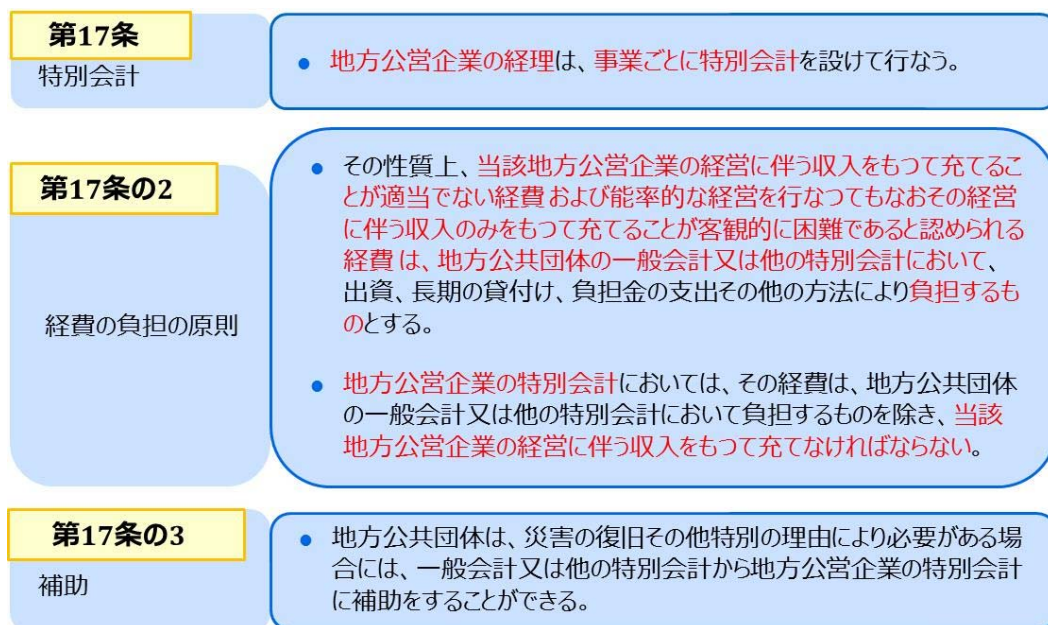 第17条
特別会計
● 地方公営企業の経理は、事業ごとに特別会計を設けて行なう。
第17条の2
経費の負担の原則
● その性質上、当該地方公営企業の経営に伴う収入をもつて充てるこ
とが適当でない経費および能率的な経営を行なつてもなおその経営
に伴う収入のみをもつて充てることが客観的に困難であると認められる
経費は、地方公共団体の一般会計又は他の特別会計において、
出資、長期の貸付け、負担金の支出その他の方法により負担するも
のとする。
● 地方公営企業の特別会計においては、その経費は、地方公共団体
の一般会計又は他の特別会計において負担するものを除き、当該
地方公営企業の経営に伴う収入をもつて充てなければならない。
第17条の3
補助
● 地方公共団体は、災害の復旧その他特別の理由により必要がある場
合には、一般会計又は他の特別会計から地方公営企業の特別会計
に補助をすることができる。